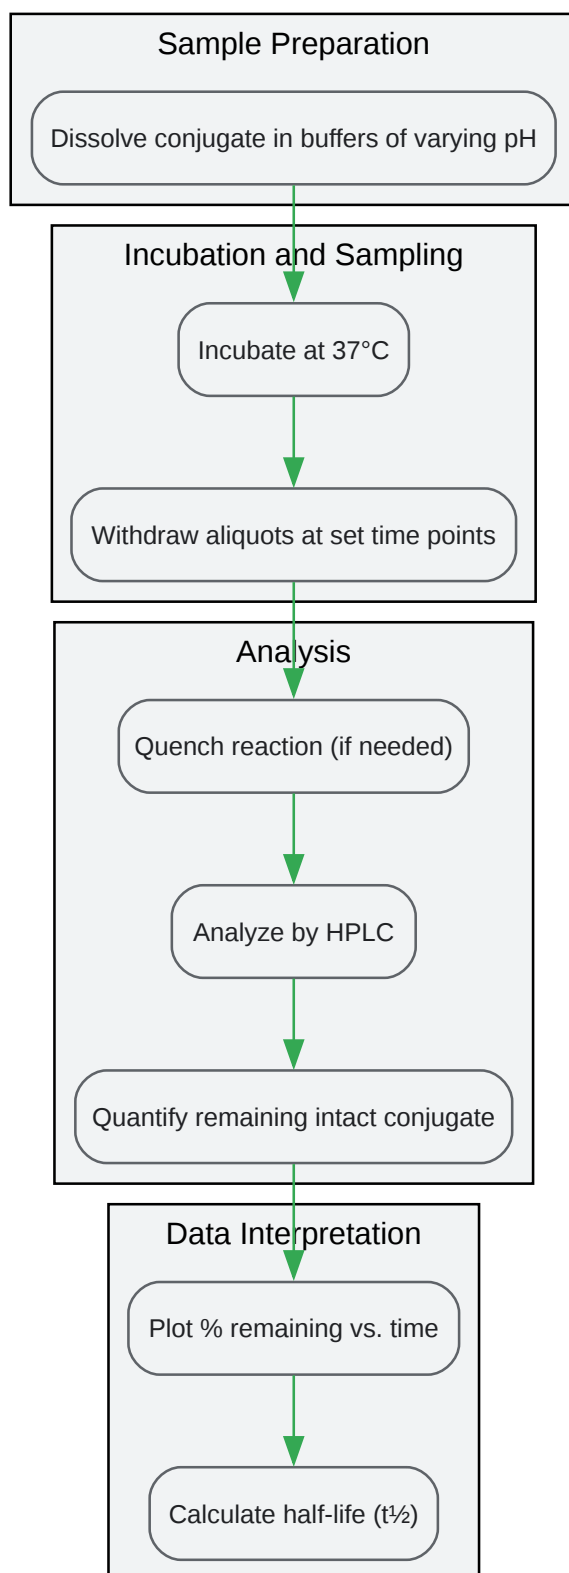 Sample Preparation
Dissolve conjugate in buffers of varying pH
Incubation and Sampling
Incubate at 37°C
Withdraw aliquots at set time points
Analysis
Quench reaction (if needed)
Analyze by HPLC
Quantify remaining intact conjugate
Data Interpretation
Plot % remaining vs. time
Calculate half-life (t½)